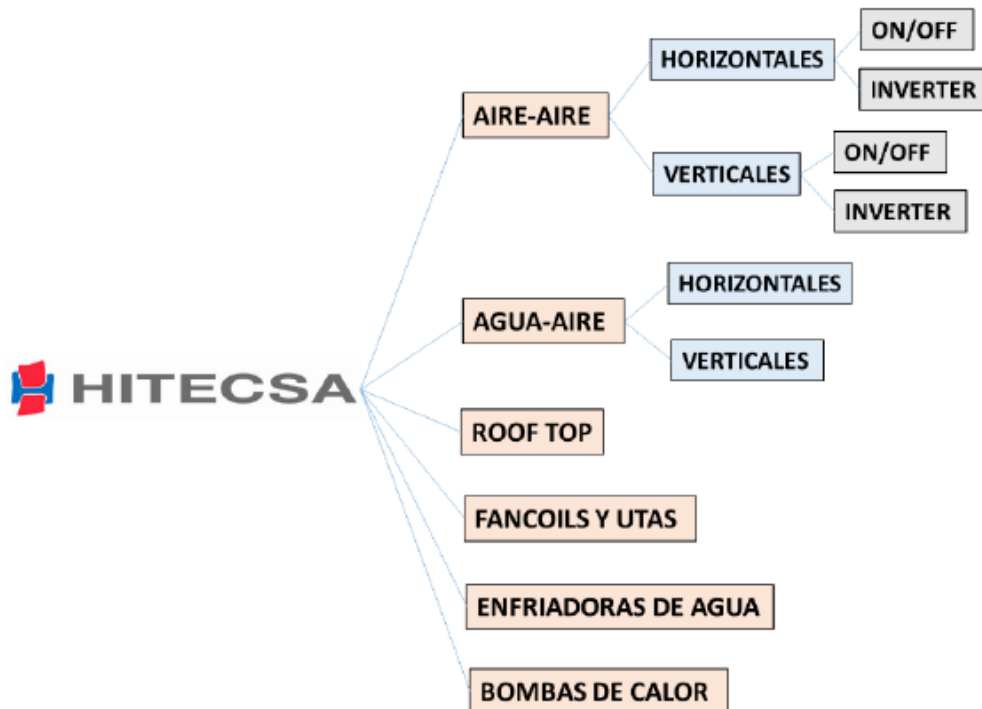 ON/OFF
HORIZONTALES
INVERTER
AIRE-AIRE
ON/OFF
VERTICALES
INVERTER
HORIZONTALES
AGUA-AIRE
VERTICALES
HITECSA
ROOF TOP
FANCOILS Y UTAS
ENFRIADORAS DE AGUA
BOMBAS DE CALOR